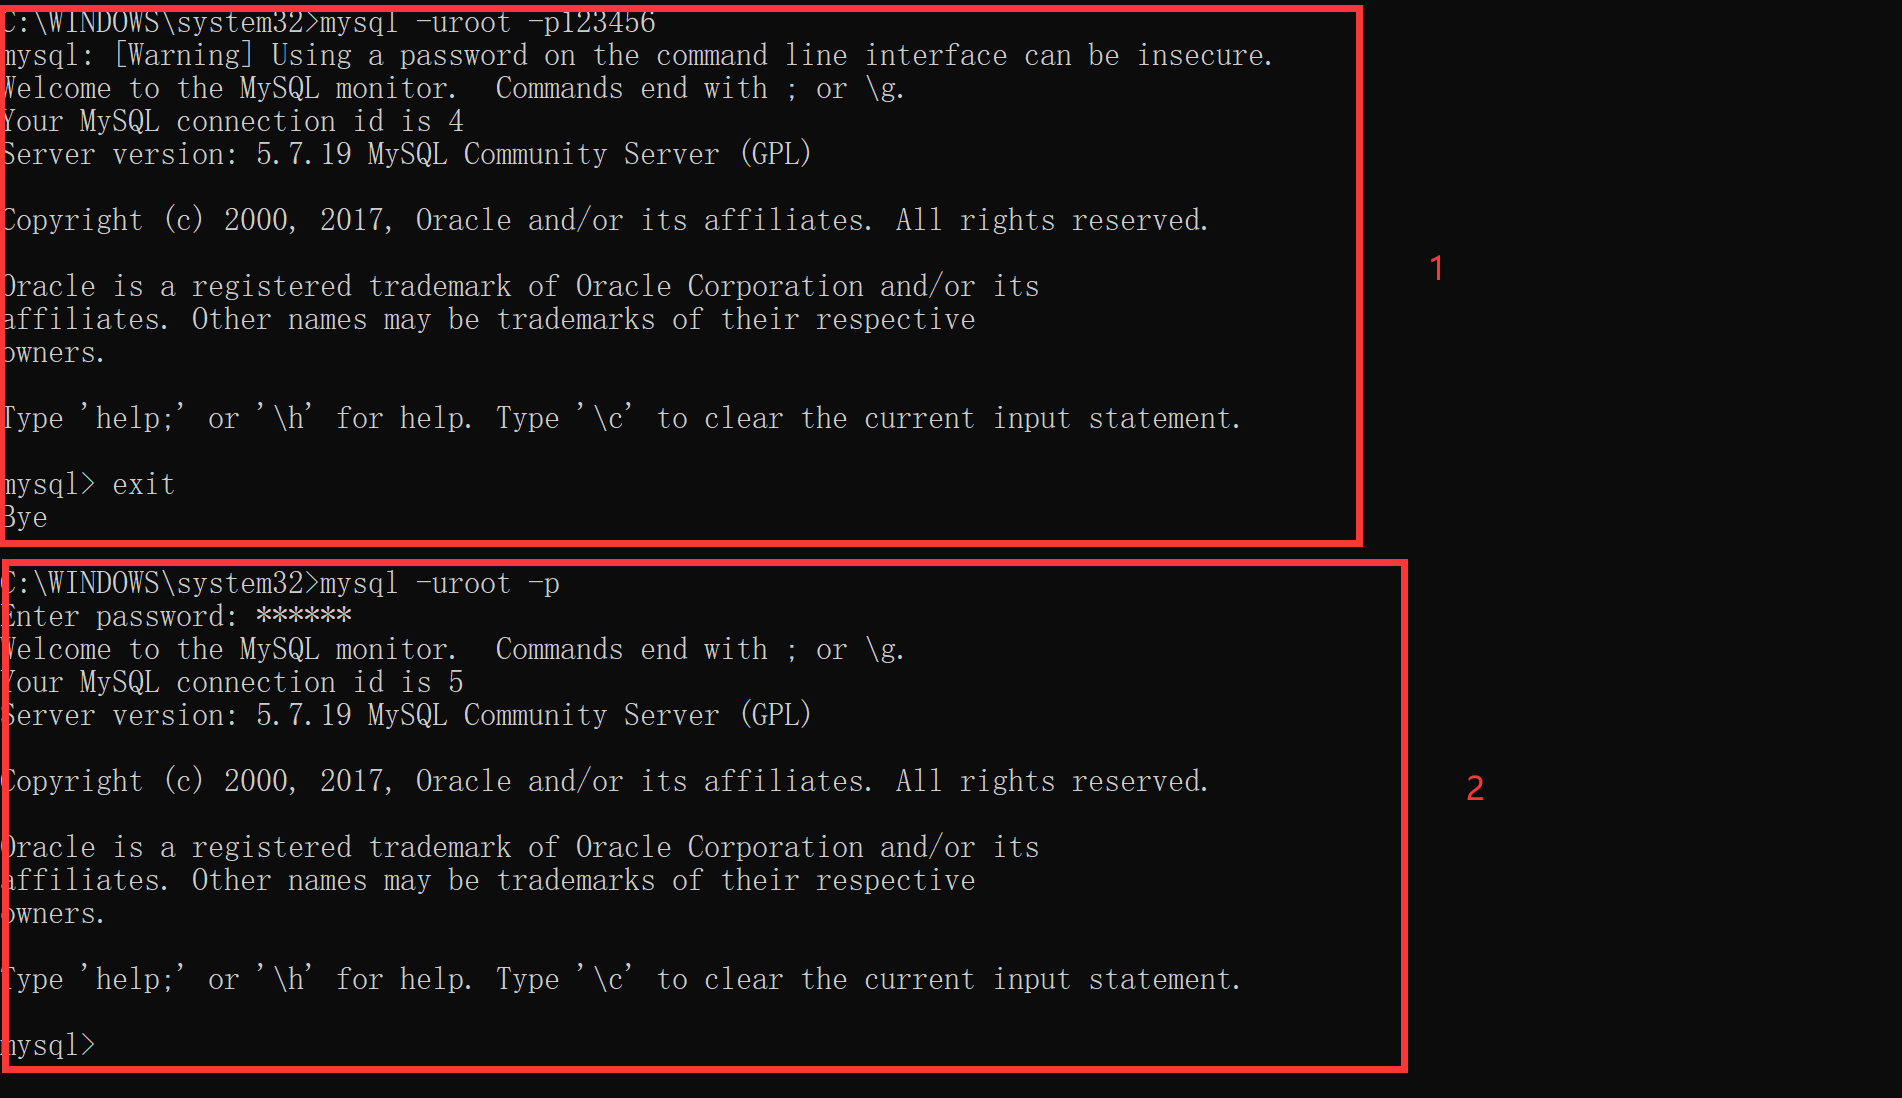 C:\WINDOWS\system32>mysql -uroot -p123456
mysql: [Warning] Using a password on the command line interface can be insecure.
Welcome to the MySQL monitor.  Commands end with ; or \g.
Your MySQL connection id is 4
Server version: 5.7.19 MySQL Community Server (GPL)
Copyright (c) 2000, 2017, Oracle and/or its affiliates. All rights reserved.
1
Oracle is a registered trademark of Oracle Corporation and/or its
affiliates. Other names may be trademarks of their respective
owners.
Type 'help;' or '\h' for help. Type '\c' to clear the current input statement.
mysql> exit
Bye
C:\WINDOWS\system32>mysql -uroot -p
Enter password: ******
Welcome to the MySQL monitor.  Commands end with ; or \g.
Your MySQL connection id is 5
Server version: 5.7.19 MySQL Community Server (GPL)
Copyright (c) 2000, 2017, Oracle and/or its affiliates. All rights reserved.
2
Oracle is a registered trademark of Oracle Corporation and/or its
affiliates. Other names may be trademarks of their respective
owners.
Type 'help;' or '\h' for help. Type '\c' to clear the current input statement.
mysql>